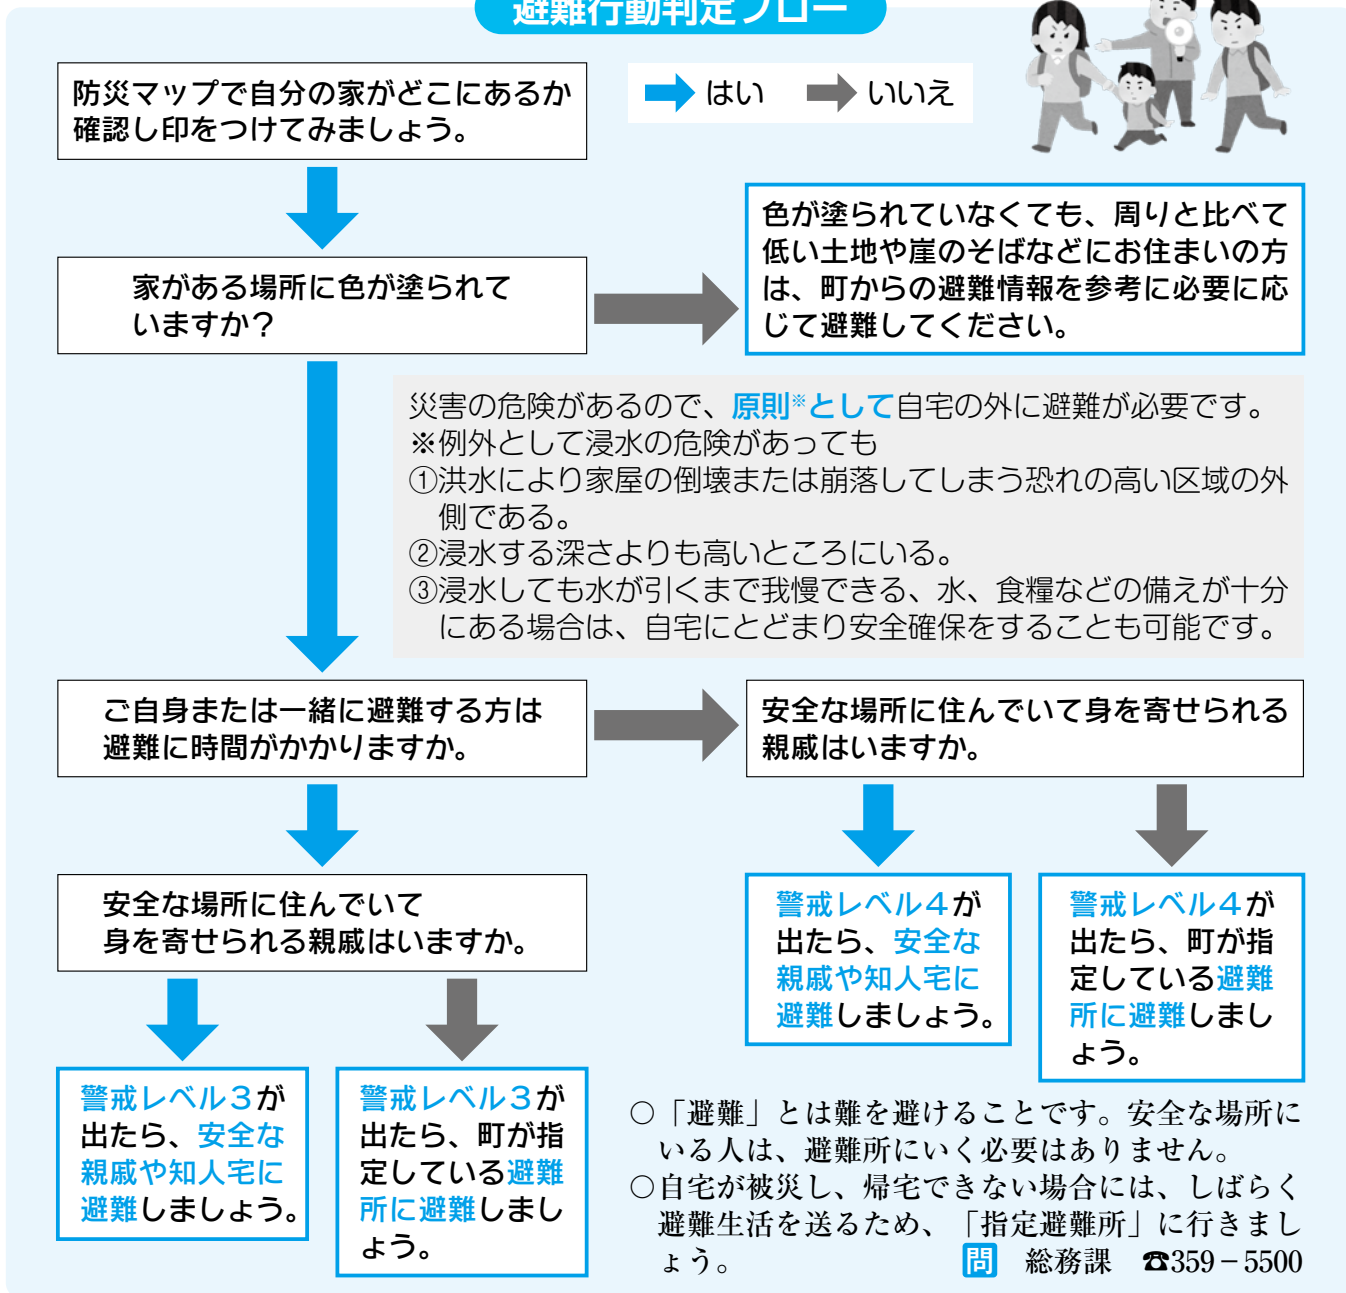 避難行動判定フロー
防災マップで自分の家がどこにあるか
確認し印をつけてみましょう。
はい いいえ
家がある場所に色が塗られて
いますか？
色が塗られていなくても、周りと比べて
低い土地や崖のそばなどにお住まいの方
は、町からの避難情報を参考に必要に応
じて避難してください。
災害の危険があるので、原則※として自宅の外に避難が必要です。
※例外として浸水の危険があっても
①洪水により家屋の倒壊または崩落してしまう恐れの高い区域の外
側である。
②浸水する深さよりも高いところにいる。
③浸水しても水が引くまで我慢できる、水、食糧などの備えが十分
にある場合は、自宅にとどまり安全確保をすることも可能です。
ご自身または一緒に避難する方は
避難に時間がかかりますか。
安全な場所に住んでいて身を寄せられる
親戚はいますか。
安全な場所に住んでいて
身を寄せられる親戚はいますか。
警戒レベル４が
出たら、安全な
親戚や知人宅に
避難しましょう。
警戒レベル４が
出たら、町が指
定している避難
所に避難しまし
ょう。
警戒レベル３が
出たら、安全な
親戚や知人宅に
避難しましょう。
警戒レベル３が
出たら、町が指
定している避難
所に避難しまし
ょう。
○「避難」とは難を避けることです。安全な場所に
いる人は、避難所にいく必要はありません。
○自宅が被災し、帰宅できない場合には、しばらく
避難生活を送るため、「指定避難所」に行きまし
ょう。 問 総務課 ☎359−5500